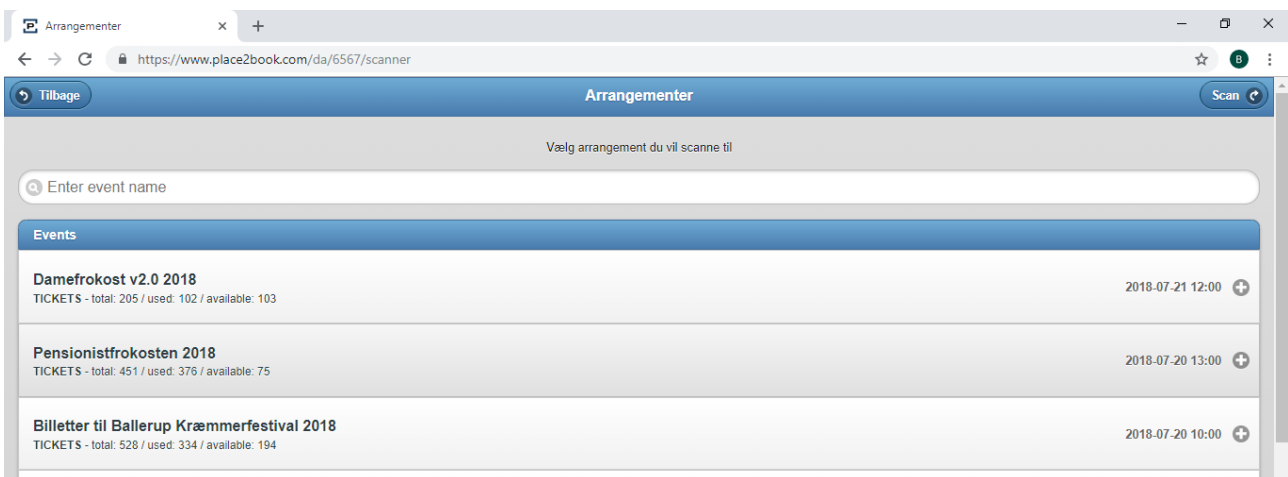 Arrangementer
https://www.place2book.com/da/6567/scanner
B
Tilbage Arrangementer Scan
Vælg arrangement du vil scanne til
Enter event name
Events
Damefrokost v2.0 2018
TICKETS - total: 205 / used: 102 / available: 103
2018-07-21 12:00
Pensionistfrokosten 2018
TICKETS - total: 451 / used: 376 / available: 75
2018-07-20 13:00
Billetter til Ballerup Kræmmerfestival 2018
TICKETS - total: 528 / used: 334 / available: 194
2018-07-20 10:00